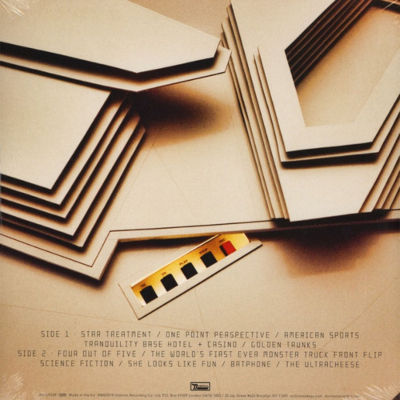 SIDE 1 · STAR TREATMENT / ONE POINT PERSPECTIVE / AMERICAN SPORTS
TRANQUILITY BASE HOTEL + CASINO / GOLDEN TRUNKS
SIDE 2 · FOUR OUT OF FIVE / THE WORLD'S FIRST EVER MONSTER TRUCK FRONT FLIP
SCIENCE FICTION / SHE LOOKS LIKE FUN / BATPHONE / THE ULTRACHEESE